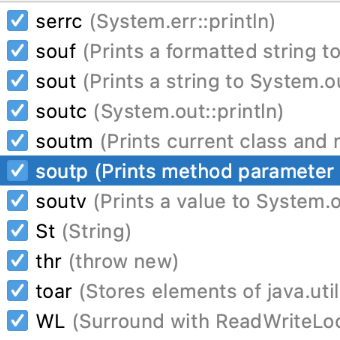 serrc (System.err::println)
souf (Prints a formatted string to
sout (Prints a string to System.ou
soutc (System.out::println)
soutm (Prints current class and
soutp (Prints method parameter
soutv (Prints a value to System.o
St (String)
thr (throw new)
toar (Stores elements of java.util
WL (Surround with ReadWriteLoc